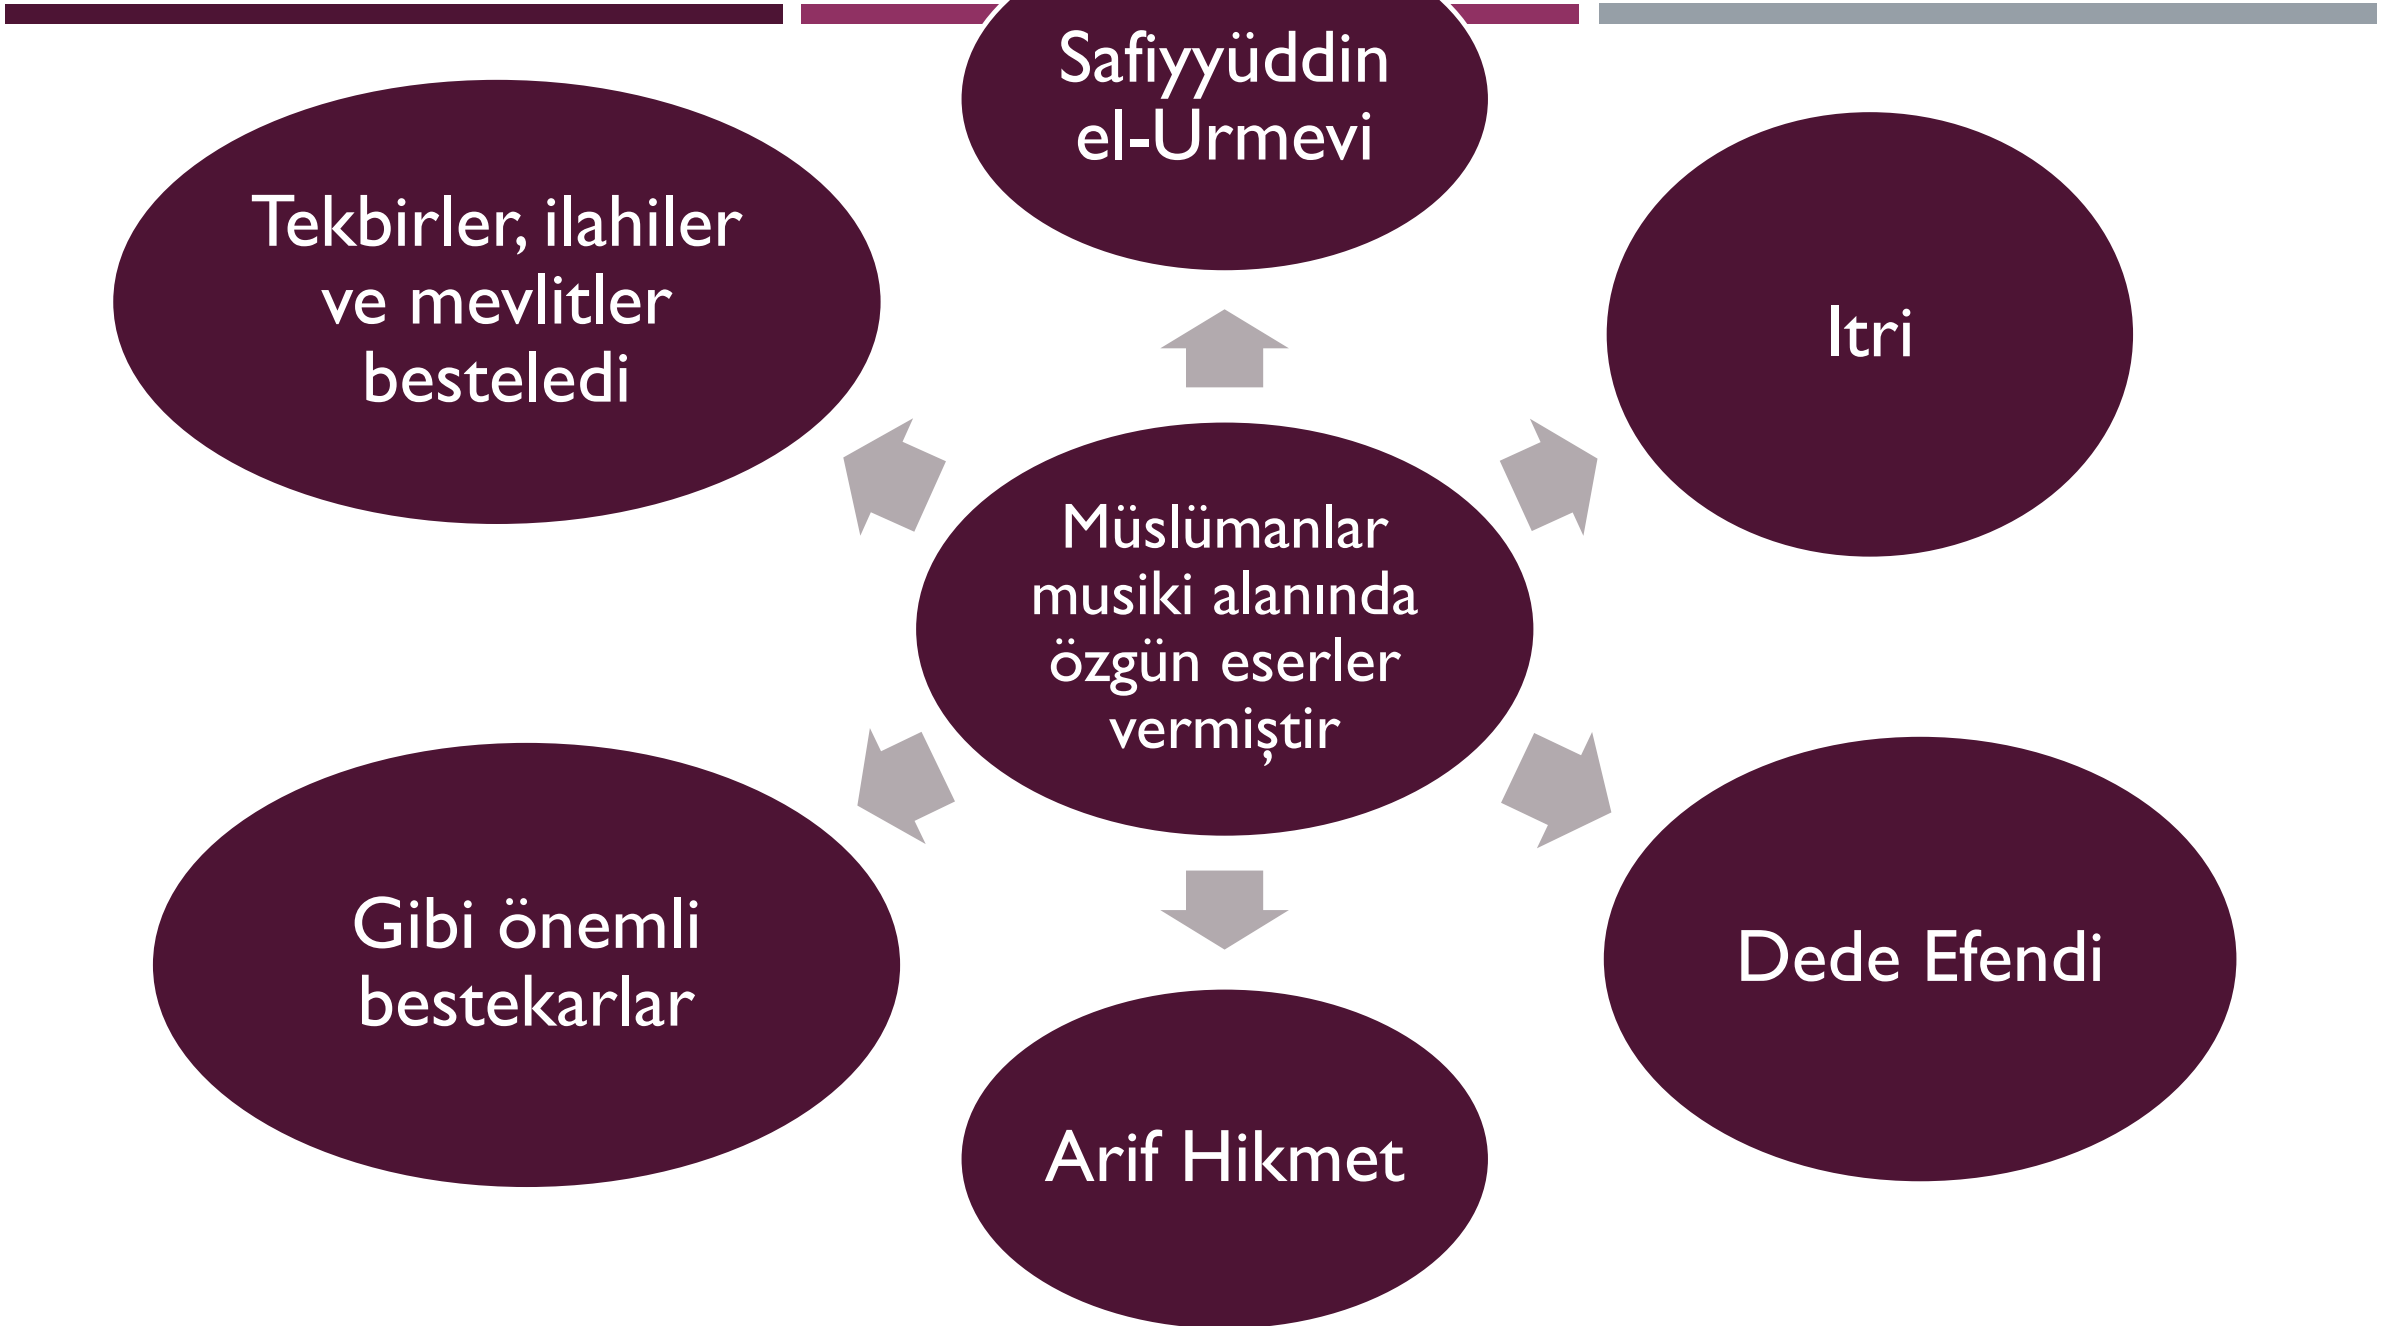 Safiyyüddin
el-Urmevi
Itri
Dede Efendi
Arif Hikmet
Gibi önemli
bestekarlar
Tekbirler, ilahiler
ve mevlitler
besteledi
Müslümanlar
musiki alanında
özgün eserler
vermiştir